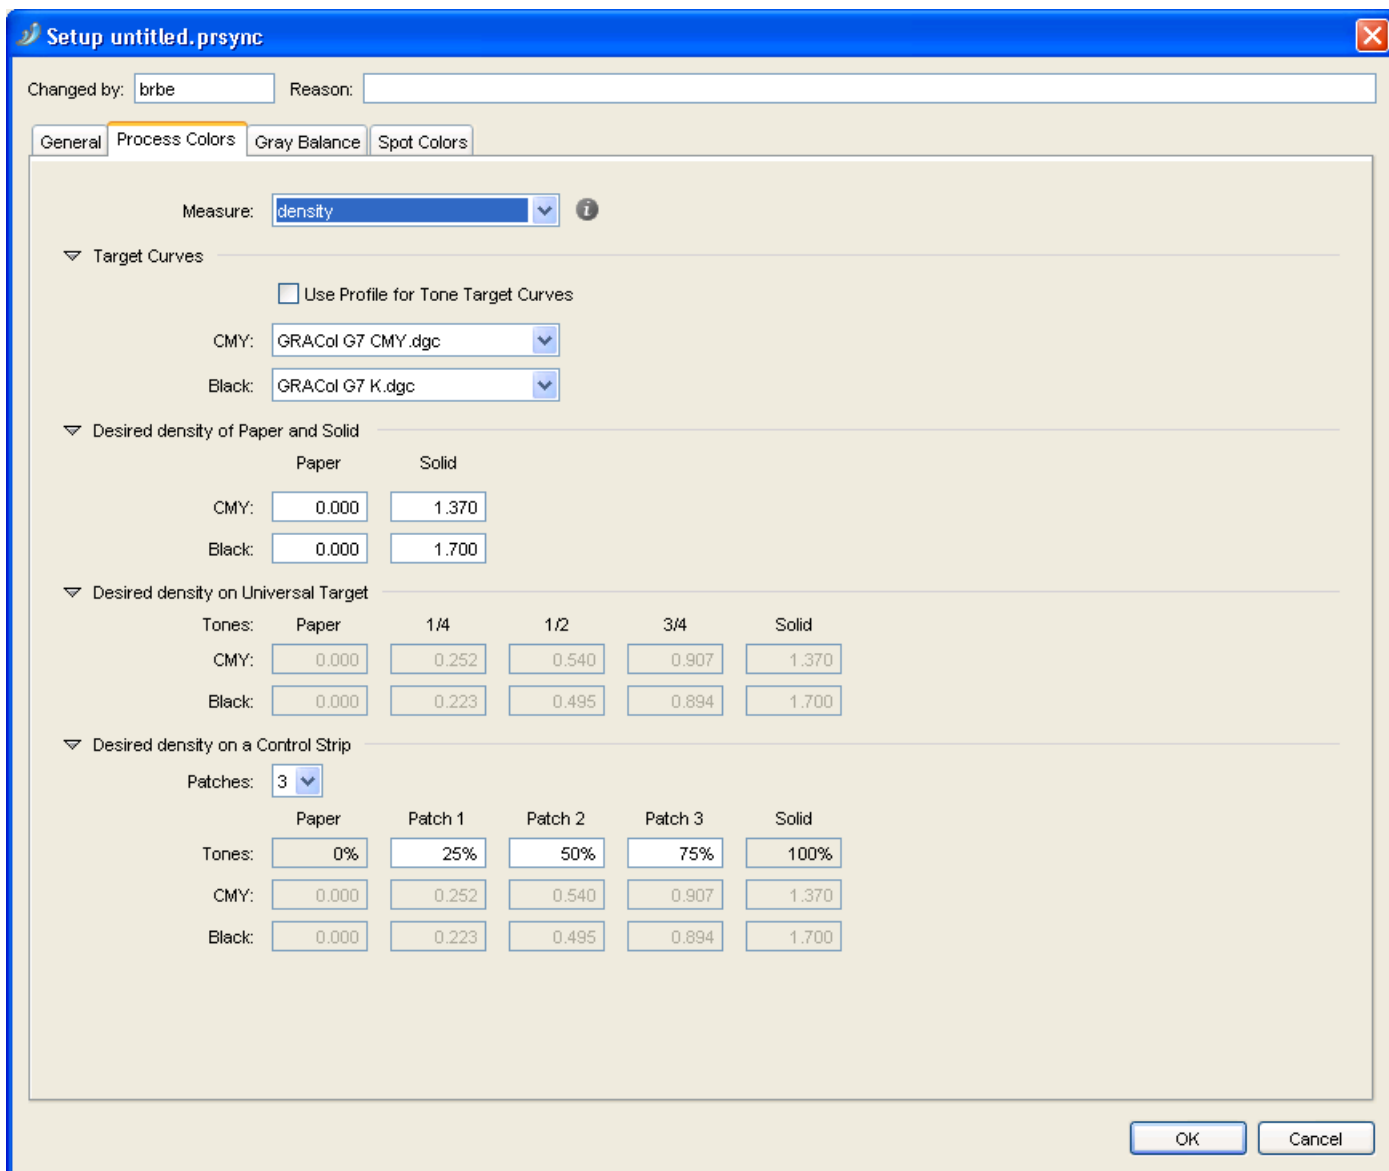 Setup untitled.prsync
Changed by: brbe Reason:
General Process Colors Gray Balance Spot Colors
Measure: density i
Target Curves
Use Profile for Tone Target Curves
CMY: GRACol G7 CMY.dgc
Black: GRACol G7 K.dgc
Desired density of Paper and Solid
Paper Solid
CMY: 0.000 1.370
Black: 0.000 1.700
Desired density on Universal Target
Tones: Paper 1/4 1/2 3/4 Solid
CMY: 0.000 0.252 0.540 0.907 1.370
Black: 0.000 0.223 0.495 0.894 1.700
Desired density on a Control Strip
Patches: 3
Paper Patch 1 Patch 2 Patch 3 Solid
Tones: 0% 25% 50% 75% 100%
CMY: 0.000 0.252 0.540 0.907 1.370
Black: 0.000 0.223 0.495 0.894 1.700
OK Cancel